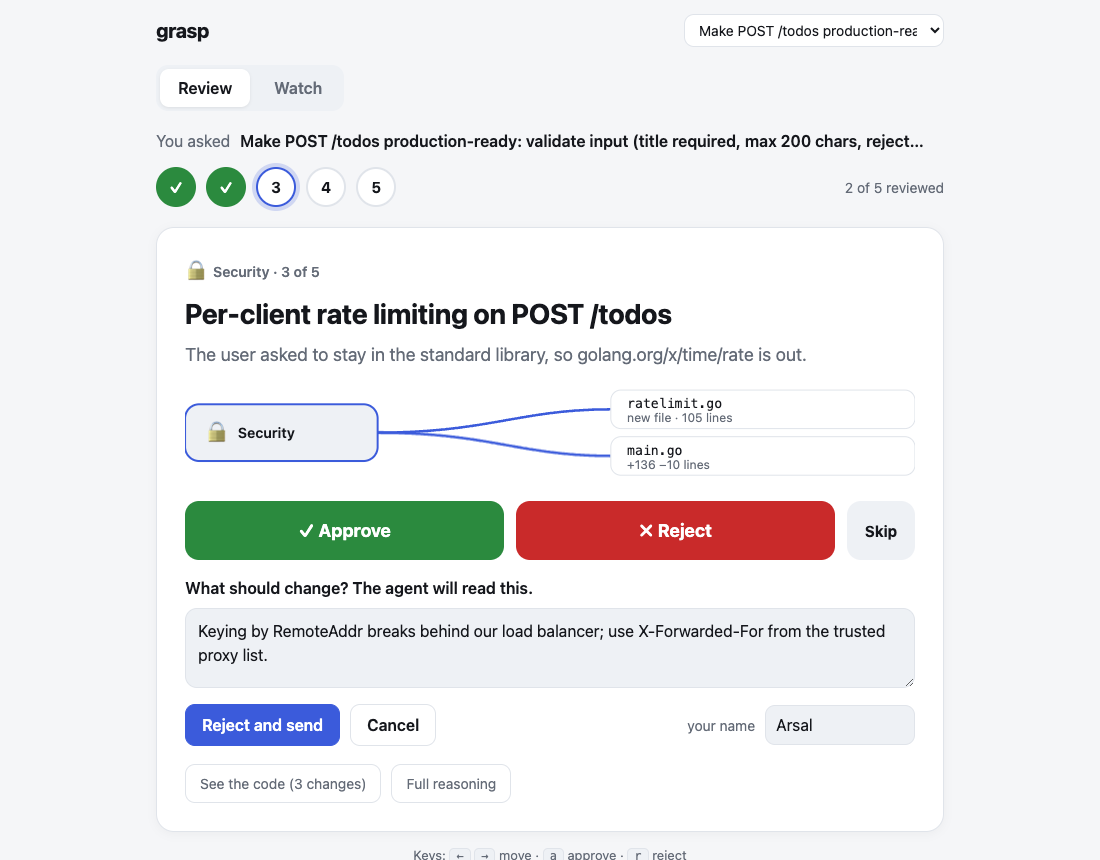 grasp
Make POST /todos production-rea
Review
Watch
You asked Make POST /todos production-ready: validate input (title required, max 200 chars, reject...
3
4
5
2 of 5 reviewed
Security · 3 of 5
Per-client rate limiting on POST /todos
The user asked to stay in the standard library, so golang.org/x/time/rate is out.
Security
ratelimit.go
new file · 105 lines
main.go
+136 −10 lines
✓ Approve
✕ Reject
Skip
What should change? The agent will read this.
Keying by RemoteAddr breaks behind our load balancer; use X-Forwarded-For from the trusted
proxy list.
Reject and send
Cancel
your name
Arsal
See the code (3 changes)
Full reasoning
Keys: ← → move · a approve · r reject